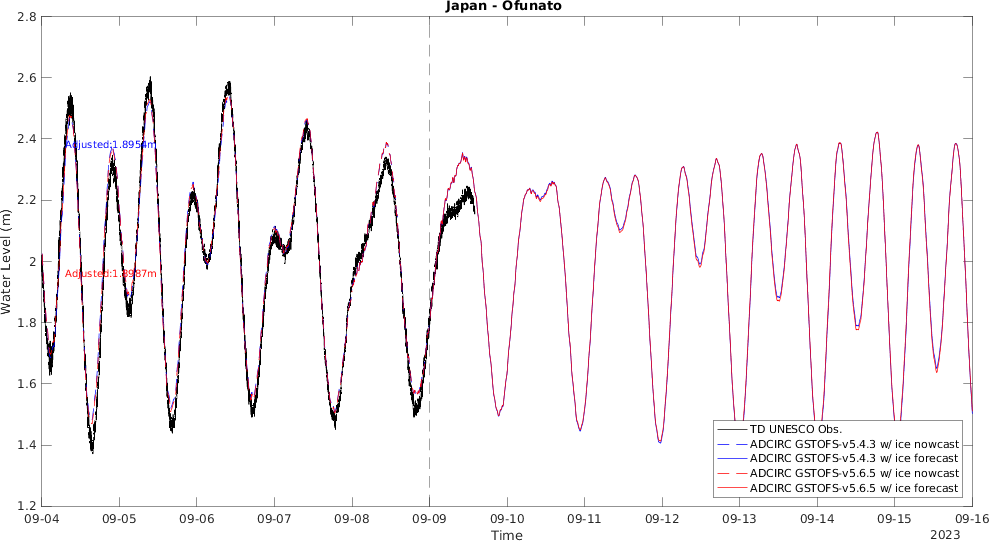 Japan - Ofunato
2.8
2.6
2.4
2.2
2
1.8
1.6
1.4
1.2
Water Level (m)
Adjusted:1.8954m
Adjusted:1.8987m
TD UNESCO Obs.
ADCIRC GSTOFS-v5.4.3 w/ ice nowcast
ADCIRC GSTOFS-v5.4.3 w/ ice forecast
ADCIRC GSTOFS-v5.6.5 w/ ice nowcast
ADCIRC GSTOFS-v5.6.5 w/ ice forecast
09-04 09-05 09-06 09-07 09-08 09-09 09-10 09-11 09-12 09-13 09-14 09-15 09-16
Time
2023